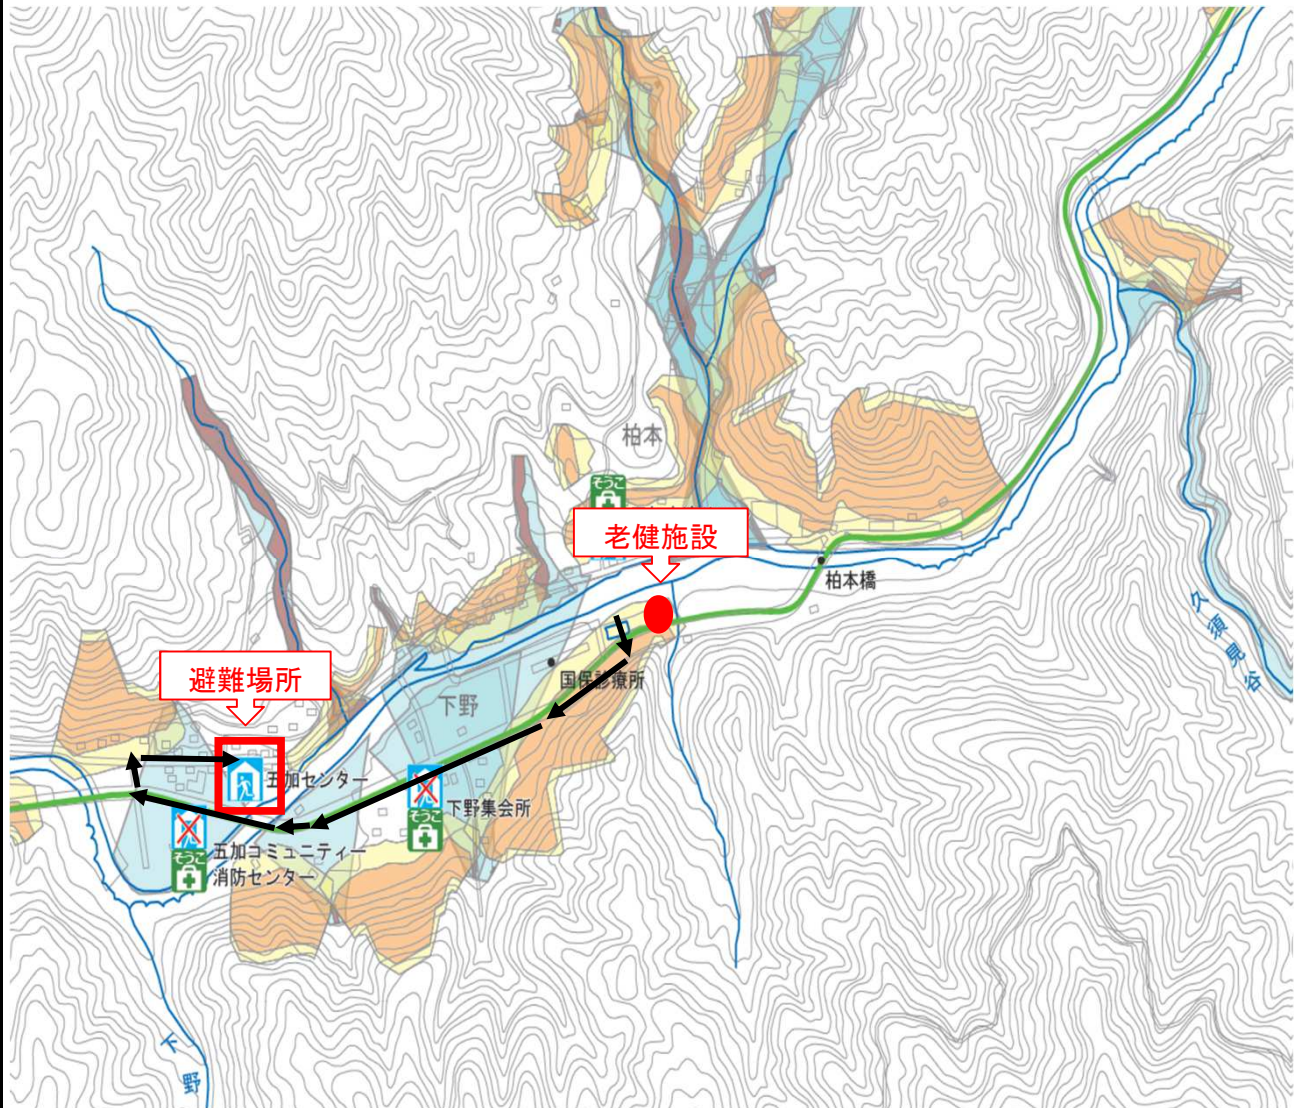 柏本
そうこ
老健施設
柏本橋
久須見谷
国保診療所
避難場所
下野
五加センター
下野集会所
そうこ
五加コミュニティー
消防センター
そうこ
下野